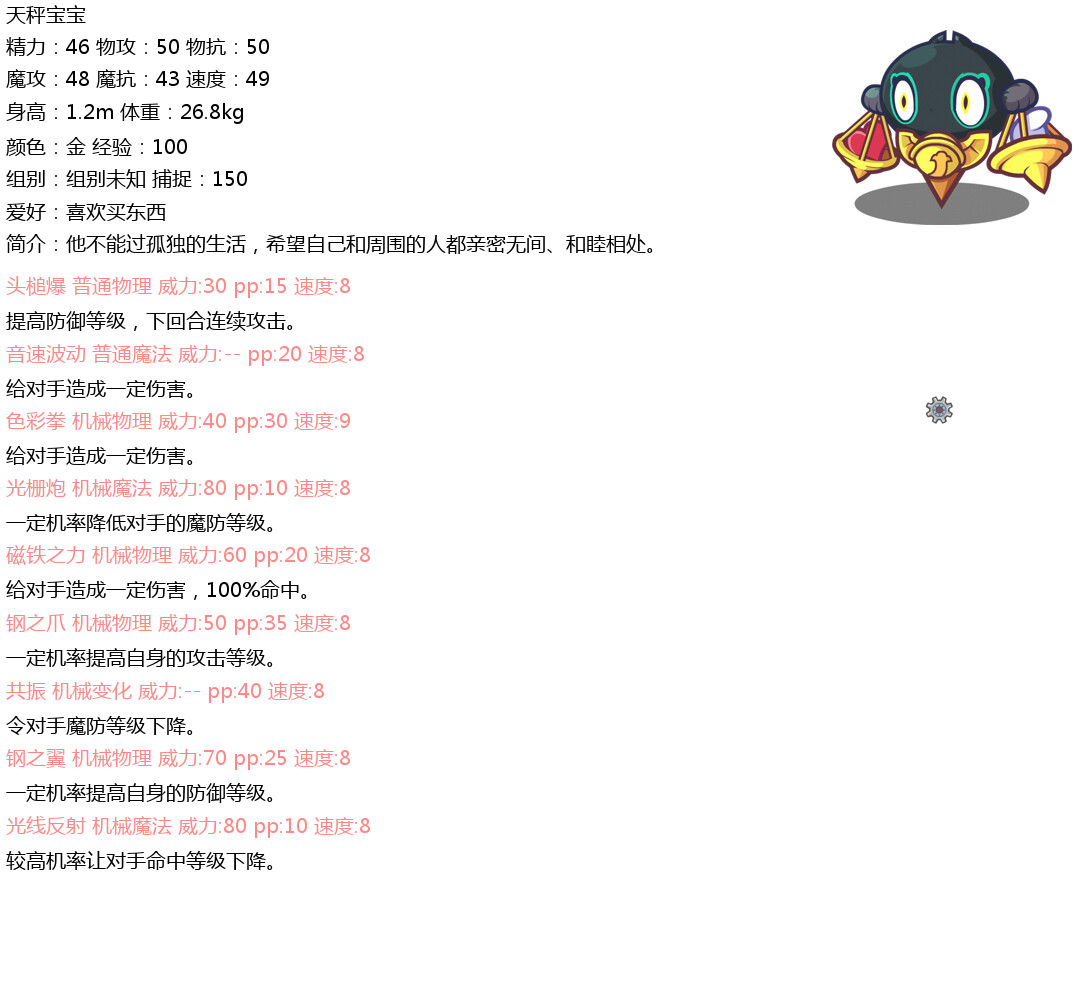 天秤宝宝
精力：46 物攻：50 物抗：50
魔攻：48 魔抗：43 速度：49
身高：1.2m 体重：26.8kg
颜色：金 经验：100
组别：组别未知 捕捉：150
爱好：喜欢买东西
简介：他不能过孤独的生活，希望自己和周围的人都亲密无间、和睦相处。
头槌爆 普通物理 威力:30 pp:15 速度:8
提高防御等级，下回合连续攻击。
音速波动 普通魔法 威力:-- pp:20 速度:8
给对手造成一定伤害。
色彩拳 机械物理 威力:40 pp:30 速度:9
给对手造成一定伤害。
光栅炮 机械魔法 威力:80 pp:10 速度:8
一定机率降低对手的魔防等级。
磁铁之力 机械物理 威力:60 pp:20 速度:8
给对手造成一定伤害，100%命中。
钢之爪 机械物理 威力:50 pp:35 速度:8
一定机率提高自身的攻击等级。
共振 机械变化 威力:-- pp:40 速度:8
令对手魔防等级下降。
钢之翼 机械物理 威力:70 pp:25 速度:8
一定机率提高自身的防御等级。
光线反射 机械魔法 威力:80 pp:10 速度:8
较高机率让对手命中等级下降。